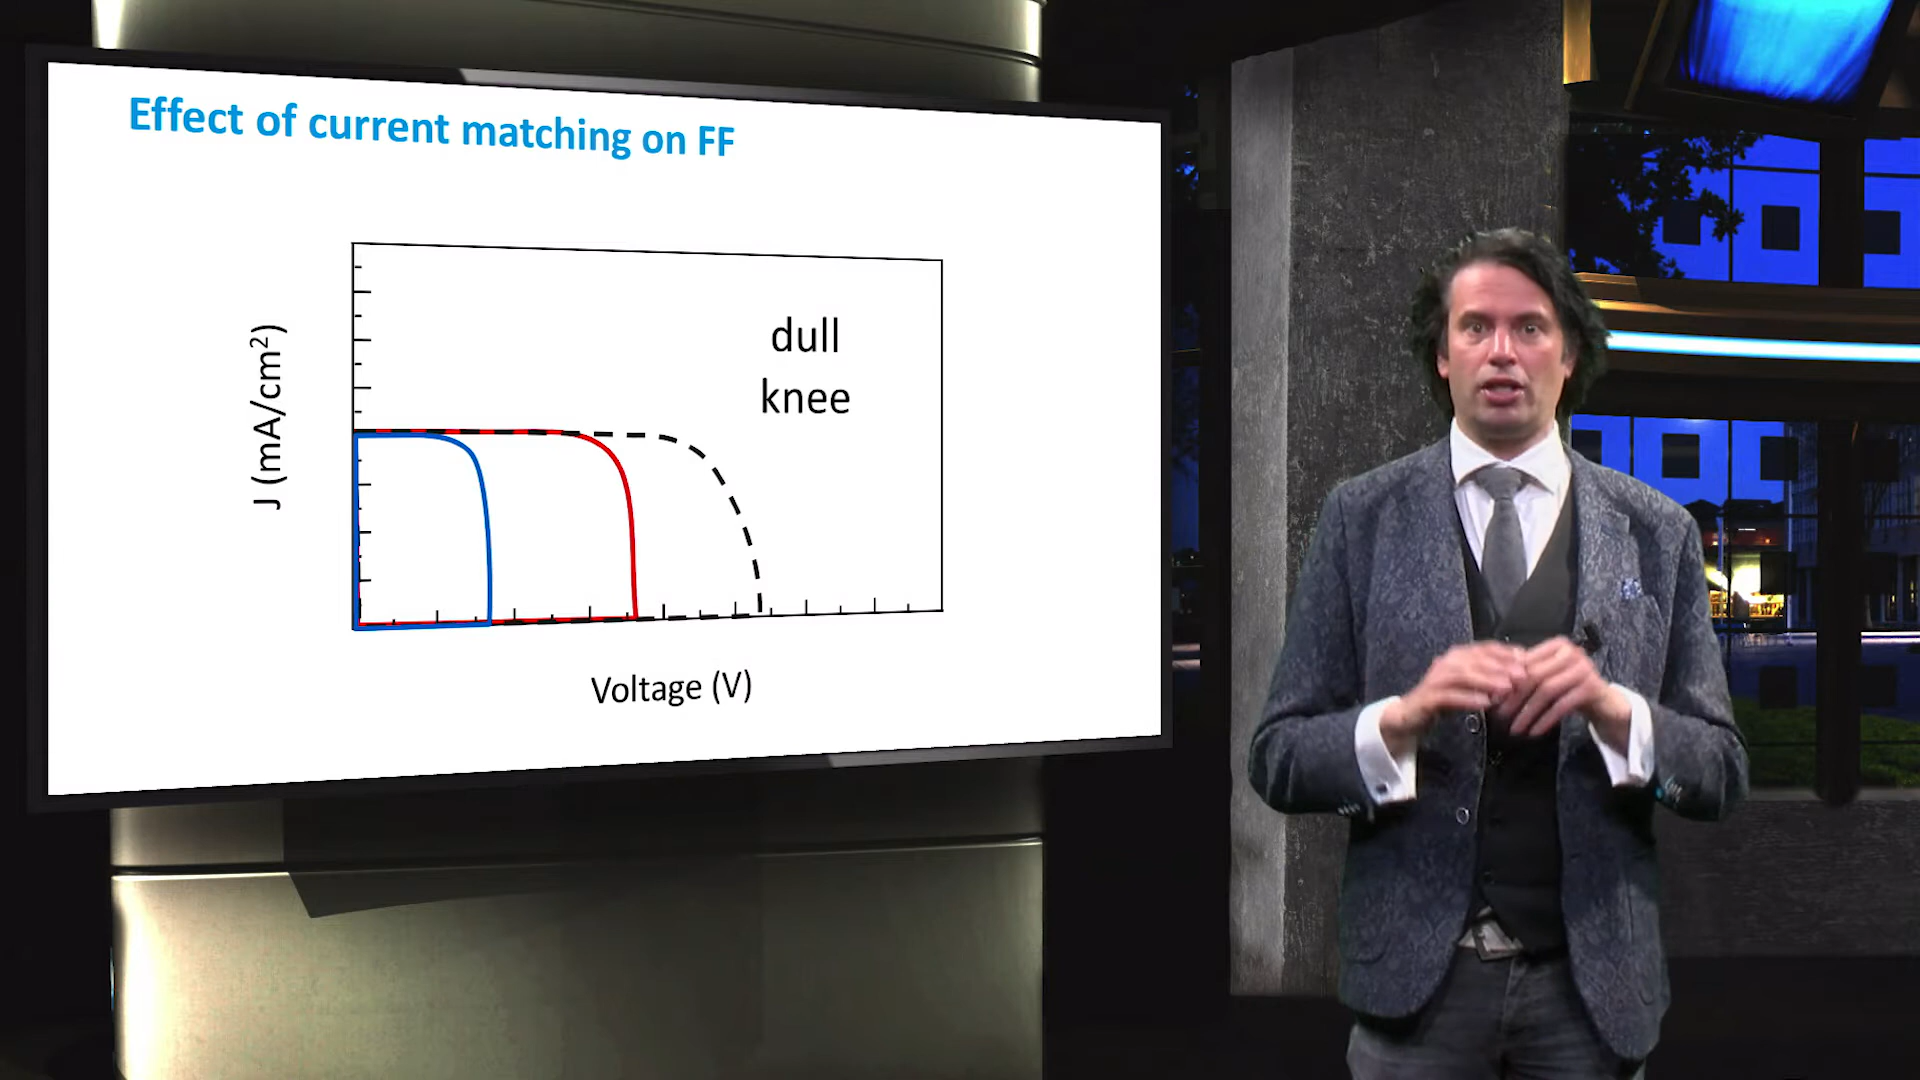 Effect of current matching on FF
dull
knee
J (mA/cm²)
Voltage (V)